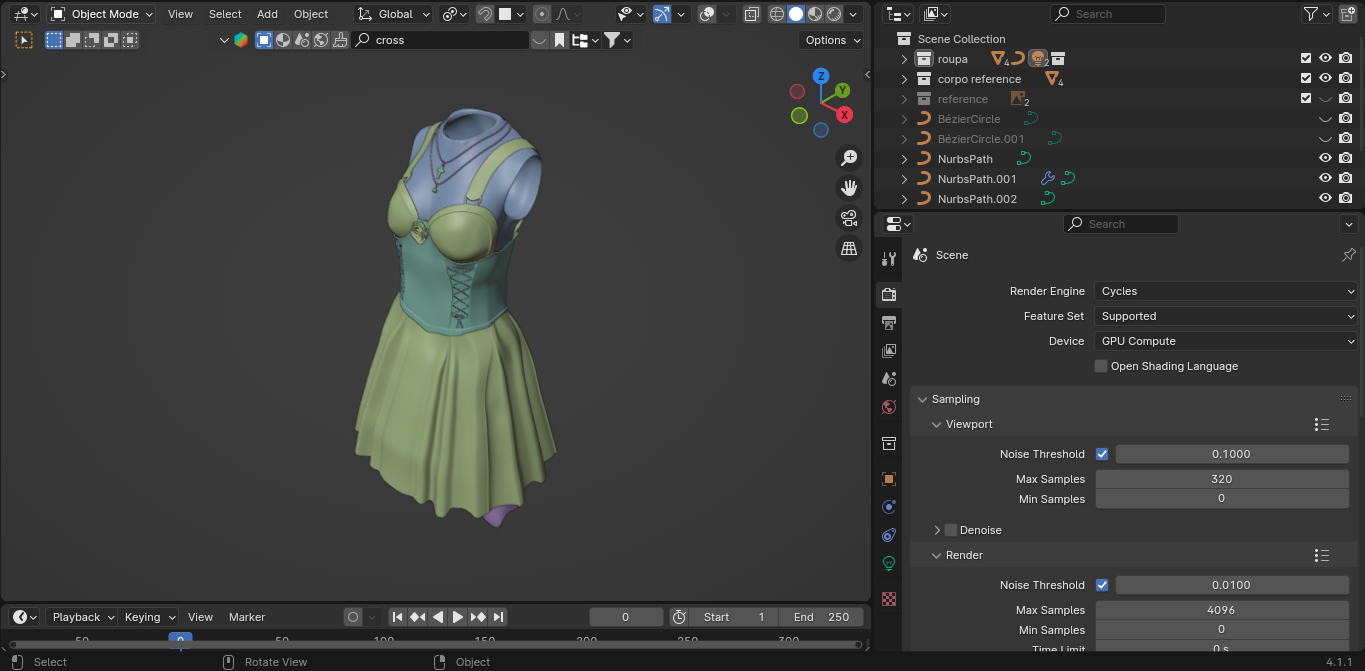 Object Mode View Select Add Object Global Search
cross Options
Scene Collection
roupa 4 2
corpo reference 4
reference 2
BézierCircle
BézierCircle.001
NurbsPath
NurbsPath.001
NurbsPath.002
Z
Y
X
Search
Scene
Render Engine Cycles
Feature Set Supported
Device GPU Compute
Open Shading Language
Sampling
Viewport
Noise Threshold 0.1000
Max Samples 320
Min Samples 0
Denoise
Render
Noise Threshold 0.0100
Max Samples 4096
Min Samples 0
Time Limit 0 s
Playback Keying View Marker 0 Start 1 End 250
50 0 50 100 150 200 250 300
Select Rotate View Object 4.1.1